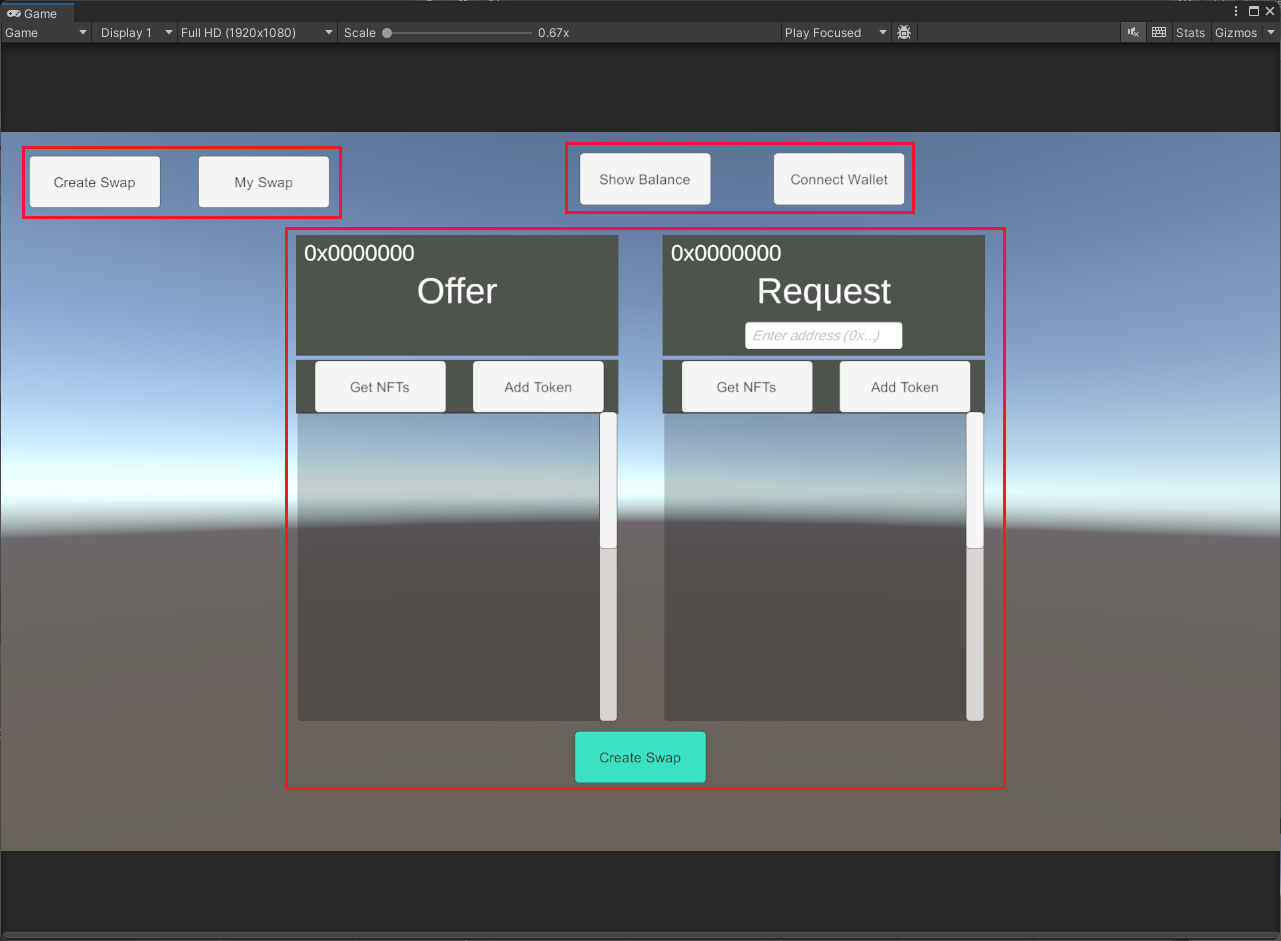 Game
Game Display 1 Full HD (1920x1080) Scale 0.67x Play Focused Stats Gizmos
Create Swap My Swap
Show Balance Connect Wallet
0x0000000
Offer
Get NFTs Add Token
0x0000000
Request
Enter address (0x...)
Get NFTs Add Token
Create Swap